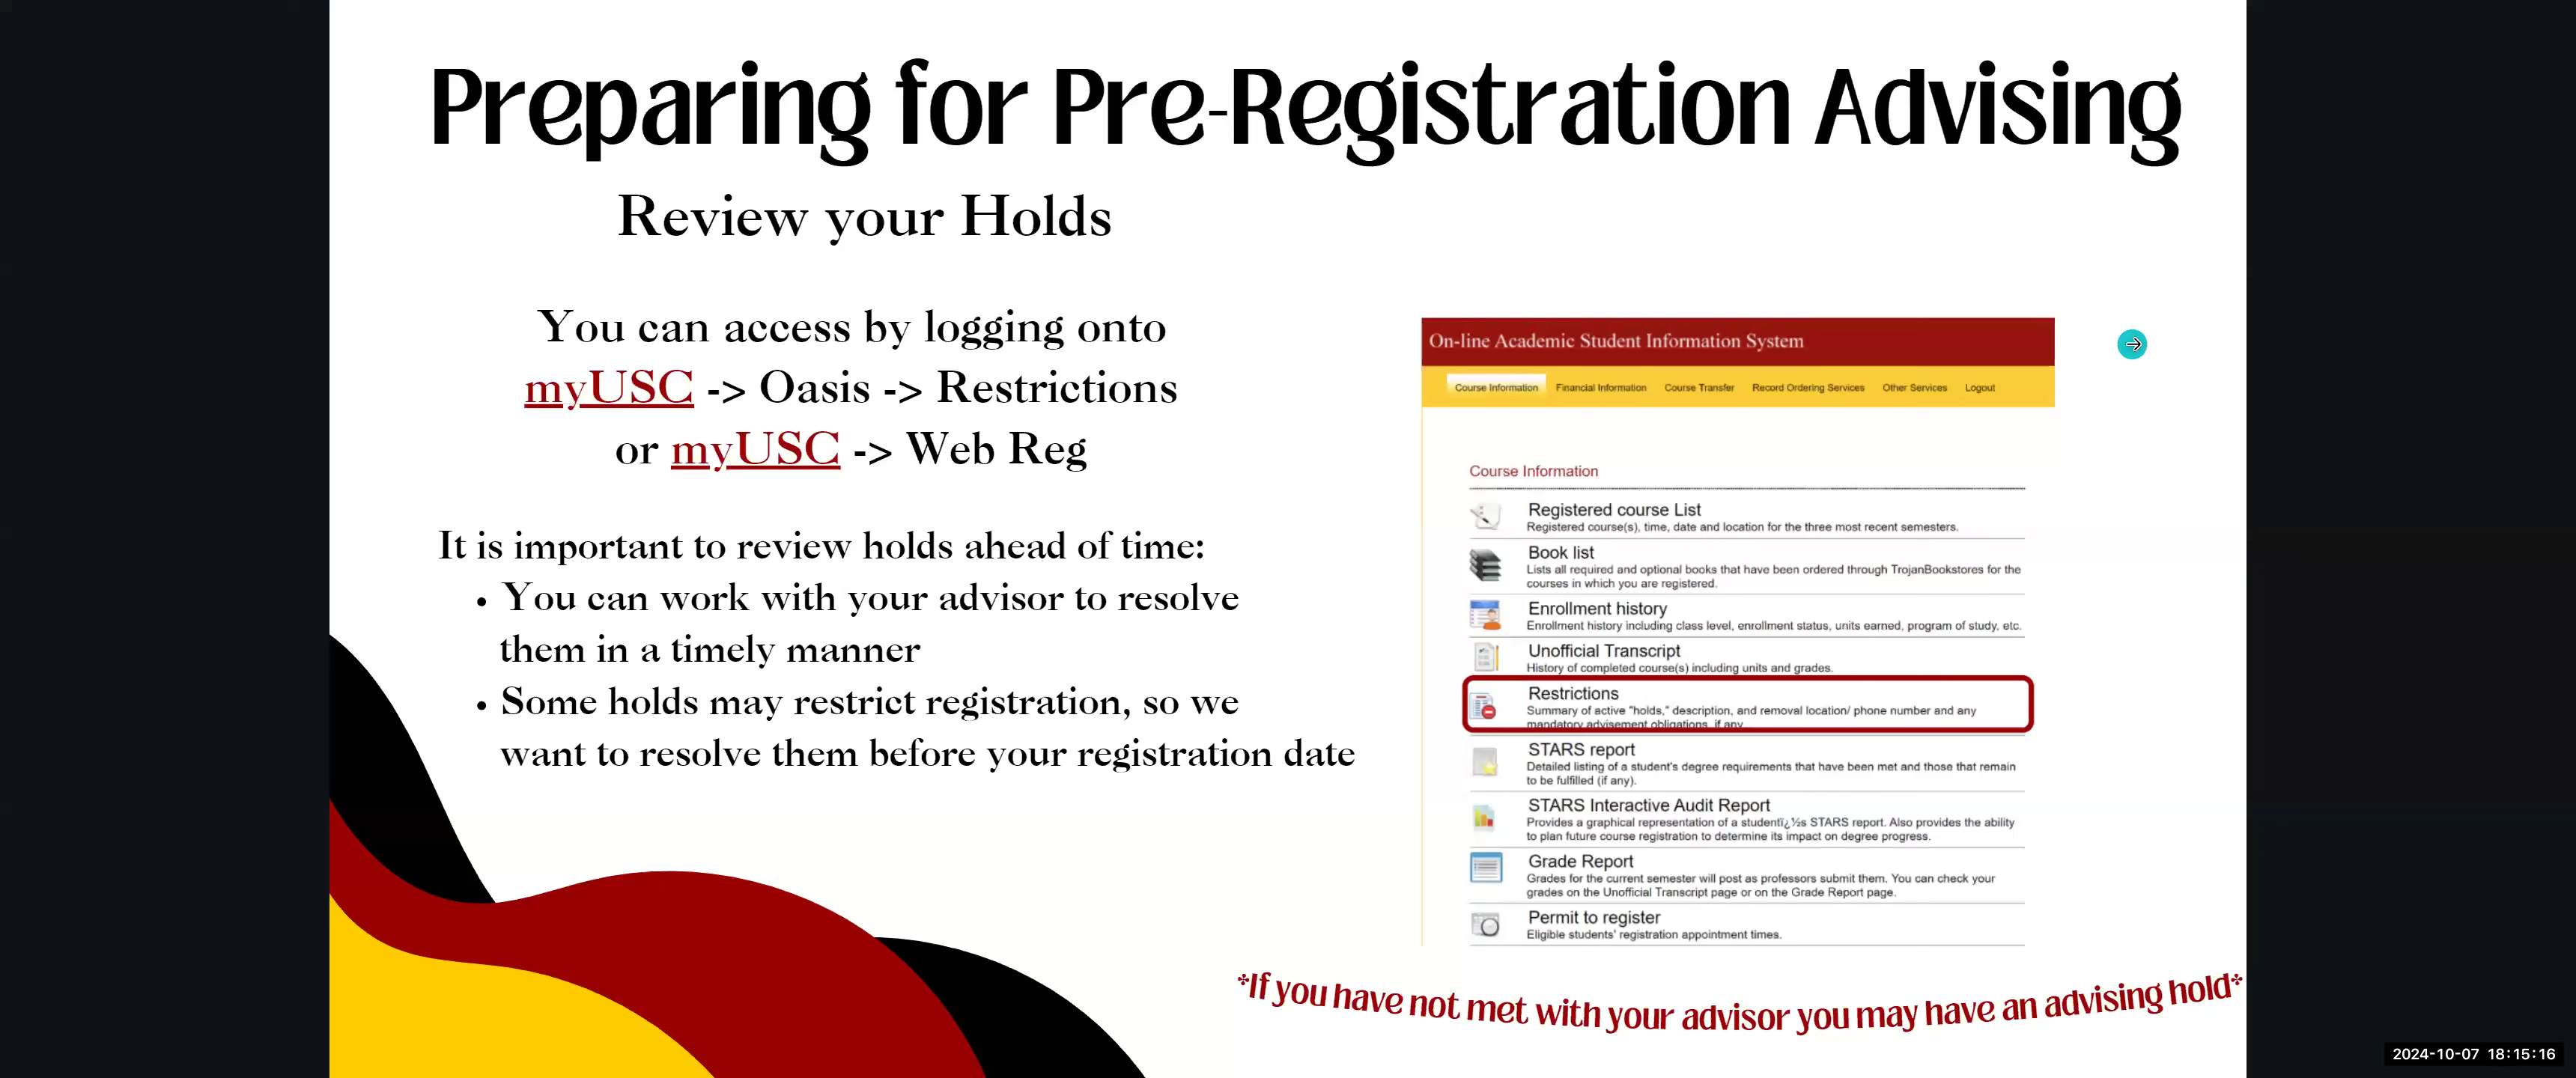 Preparing for Pre-Registration Advising
Review your Holds
You can access by logging onto
myUSC -> Oasis -> Restrictions
or myUSC -> Web Reg
It is important to review holds ahead of time:
• You can work with your advisor to resolve
them in a timely manner
• Some holds may restrict registration, so we
want to resolve them before your registration date
On-line Academic Student Information System
Course Information Financial Information Course Transfer Record Ordering Services Other Services Logout
Course Information
Registered course List
Registered course(s), time, date and location for the three most recent semesters.
Book list
Lists all required and optional books that have been ordered through TrojanBookstores for the
courses in which you are registered.
Enrollment history
Enrollment history including class level, enrollment status, units earned, program of study, etc.
Unofficial Transcript
History of completed course(s) including units and grades.
Restrictions
Summary of active "holds," description, and removal location/ phone number and any
mandatory advisement obligations, if any
STARS report
Detailed listing of a student's degree requirements that have been met and those that remain
to be fulfilled (if any).
STARS Interactive Audit Report
Provides a graphical representation of a studentï¿½s STARS report. Also provides the ability
to plan future course registration to determine its impact on degree progress.
Grade Report
Grades for the current semester will post as professors submit them. You can check your
grades on the Unofficial Transcript page or on the Grade Report page.
Permit to register
Eligible students' registration appointment times.
*If you have not met with your advisor you may have an advising hold*
2024-10-07 18:15:16